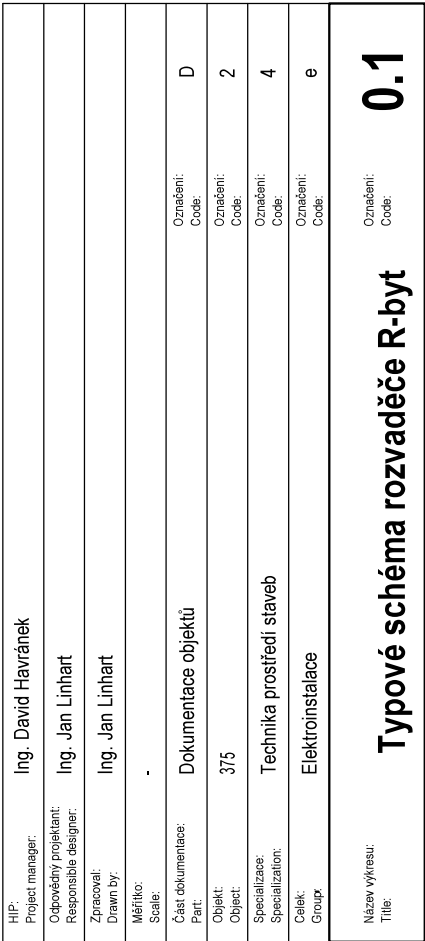 HIP:
Project manager:
Ing. David Havránek
Odpovědný projektant:
Responsible designer:
Ing. Jan Linhart
Zpracoval:
Drawn by:
Ing. Jan Linhart
Měřítko:
Scale:
-
Část dokumentace:
Part:
Dokumentace objektů
Označení:
Code:
D
Objekt:
Object:
375
Označení:
Code:
2
Specializace:
Specialization:
Technika prostředí staveb
Označení:
Code:
4
Celek:
Group:
Elektroinstalace
Označení:
Code:
e
Název výkresu:
Title:
Typové schéma rozvaděče R-byt
Označení:
Code:
0.1